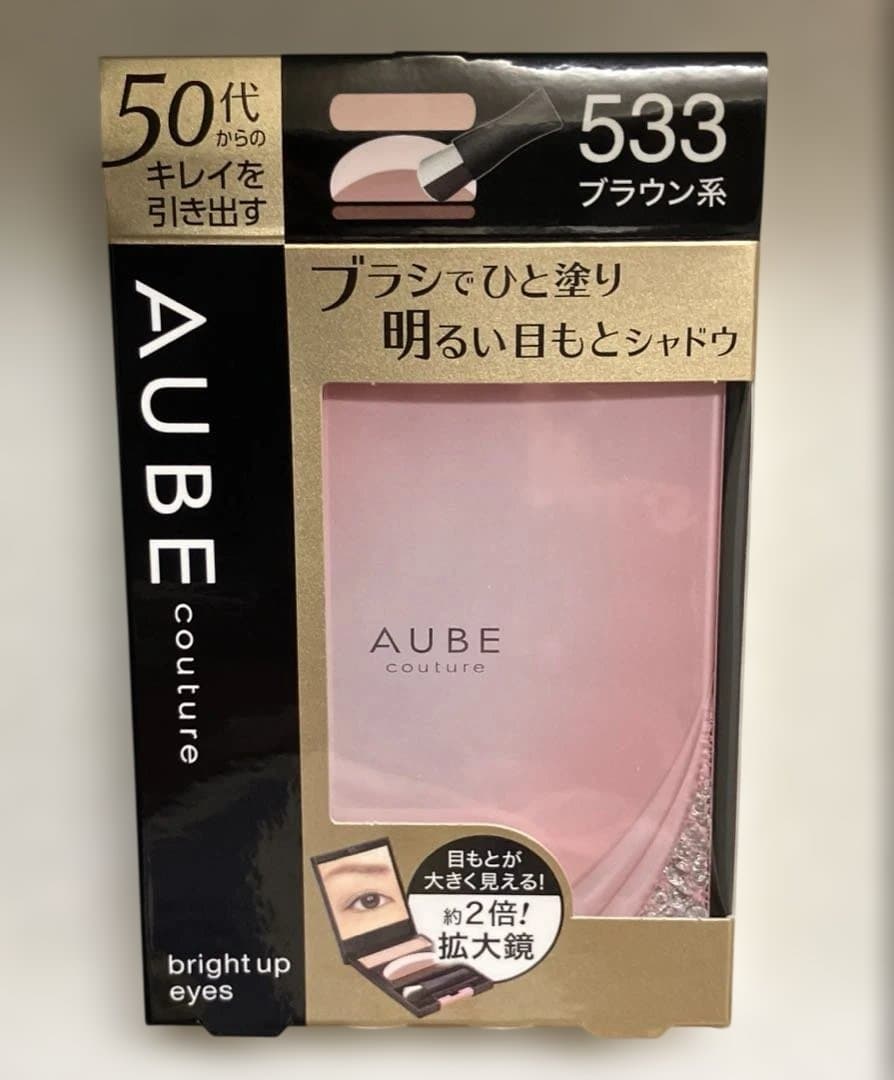 50代
からの
キレイを
引き出す
533
ブラウン系
AUBE
couture
ブラシでひと塗り
明るい目もとシャドウ
AUBE
couture
目もとが
大きく見える!
約2倍!
拡大鏡
bright up
eyes